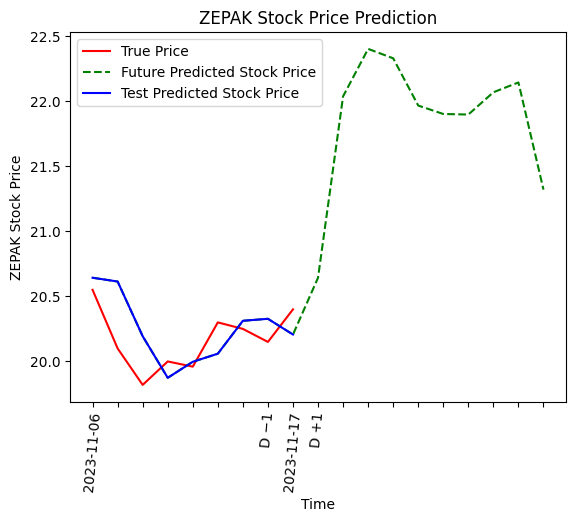 ZEPAK Stock Price Prediction
True Price
Future Predicted Stock Price
Test Predicted Stock Price
ZEPAK Stock Price
22.5
22.0
21.5
21.0
20.5
20.0
2023-11-06
D −1
2023-11-17
D +1
Time